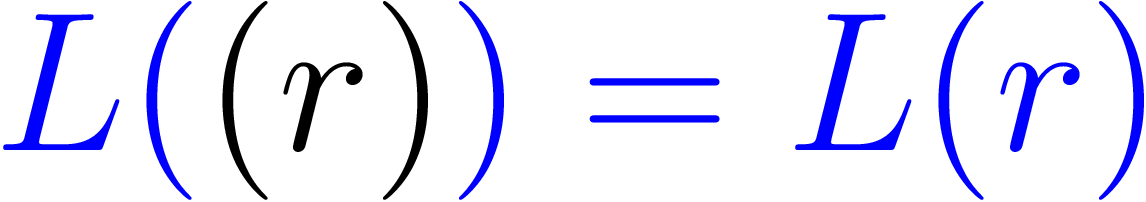 L((r)) = L(r)